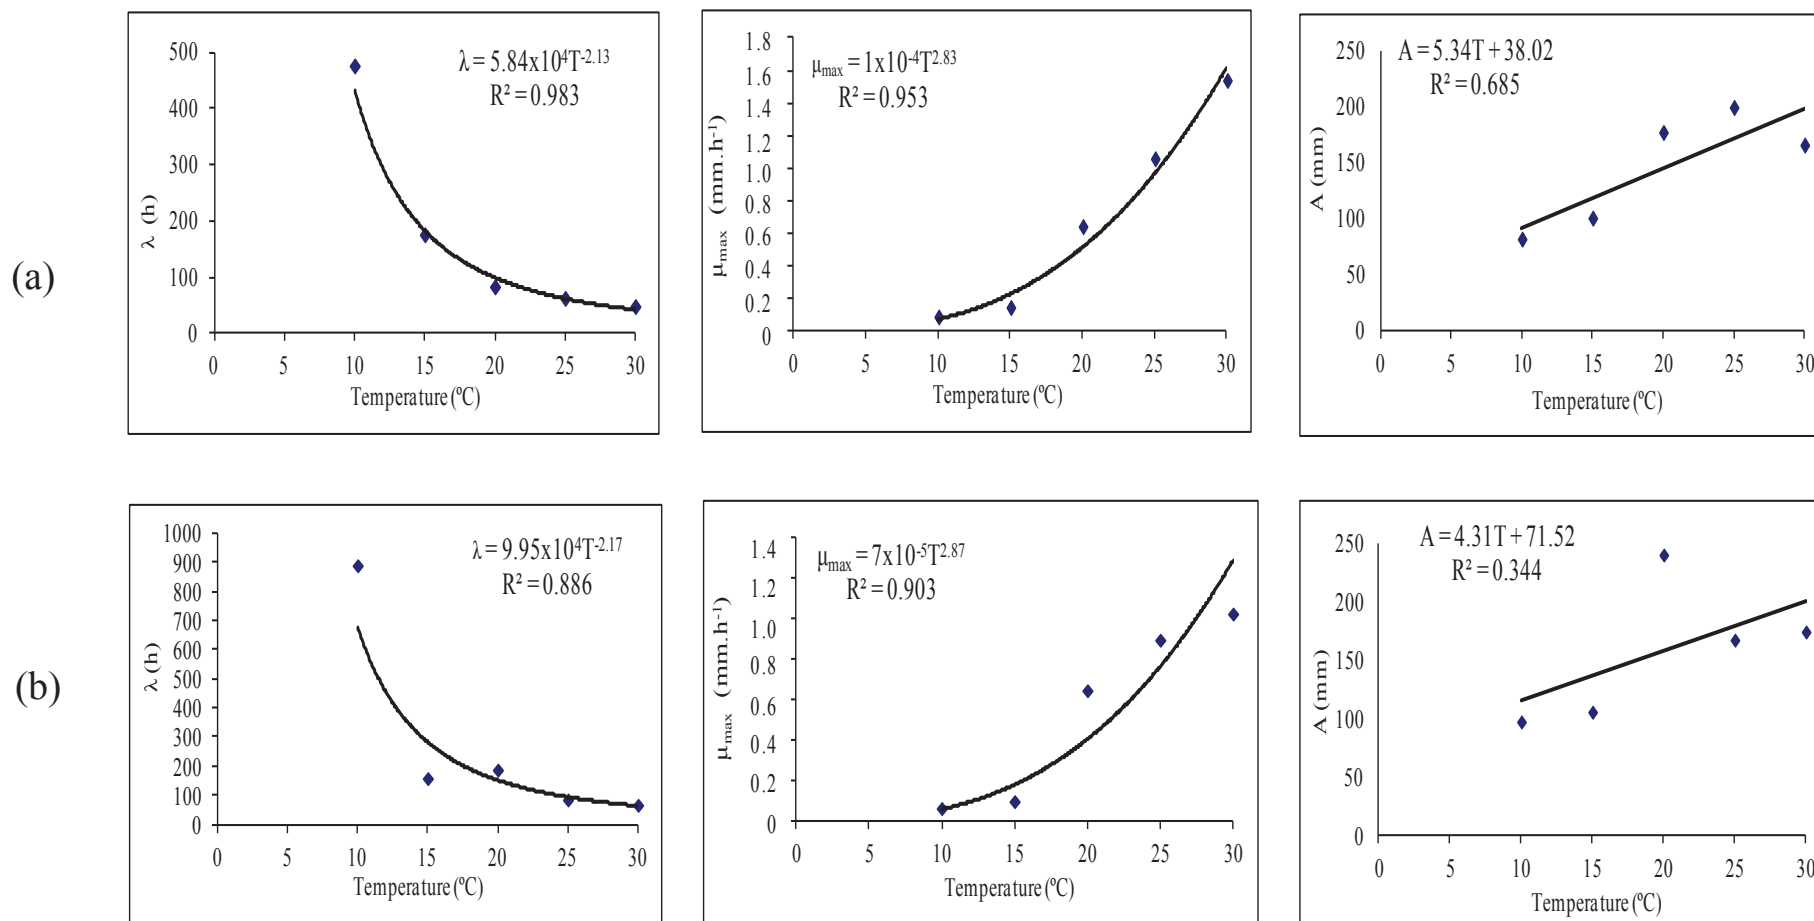 (a)
λ = 5.84x10⁴T⁻²·¹³
R² = 0.983
500
400
300
200
100
0
λ (h)
0 5 10 15 20 25 30
Temperature (ºC)
μmax = 1x10⁻⁴T²·⁸³
R² = 0.953
1.8
1.6
1.4
1.2
1.0
0.8
0.6
0.4
0.2
0
μmax (mm.h⁻¹)
0 5 10 15 20 25 30
Temperature (ºC)
A = 5.34T + 38.02
R² = 0.685
250
200
150
100
50
0
A (mm)
0 5 10 15 20 25 30
Temperature (ºC)
(b)
λ = 9.95x10⁴T⁻²·¹⁷
R² = 0.886
1000
900
800
700
600
500
400
300
200
100
0
λ (h)
0 5 10 15 20 25 30
Temperature (ºC)
μmax = 7x10⁻⁵T²·⁸⁷
R² = 0.903
1.4
1.2
1.0
0.8
0.6
0.4
0.2
0
μmax (mm.h⁻¹)
0 5 10 15 20 25 30
Temperature (ºC)
A = 4.31T + 71.52
R² = 0.344
250
200
150
100
50
0
A (mm)
0 5 10 15 20 25 30
Temperature (ºC)